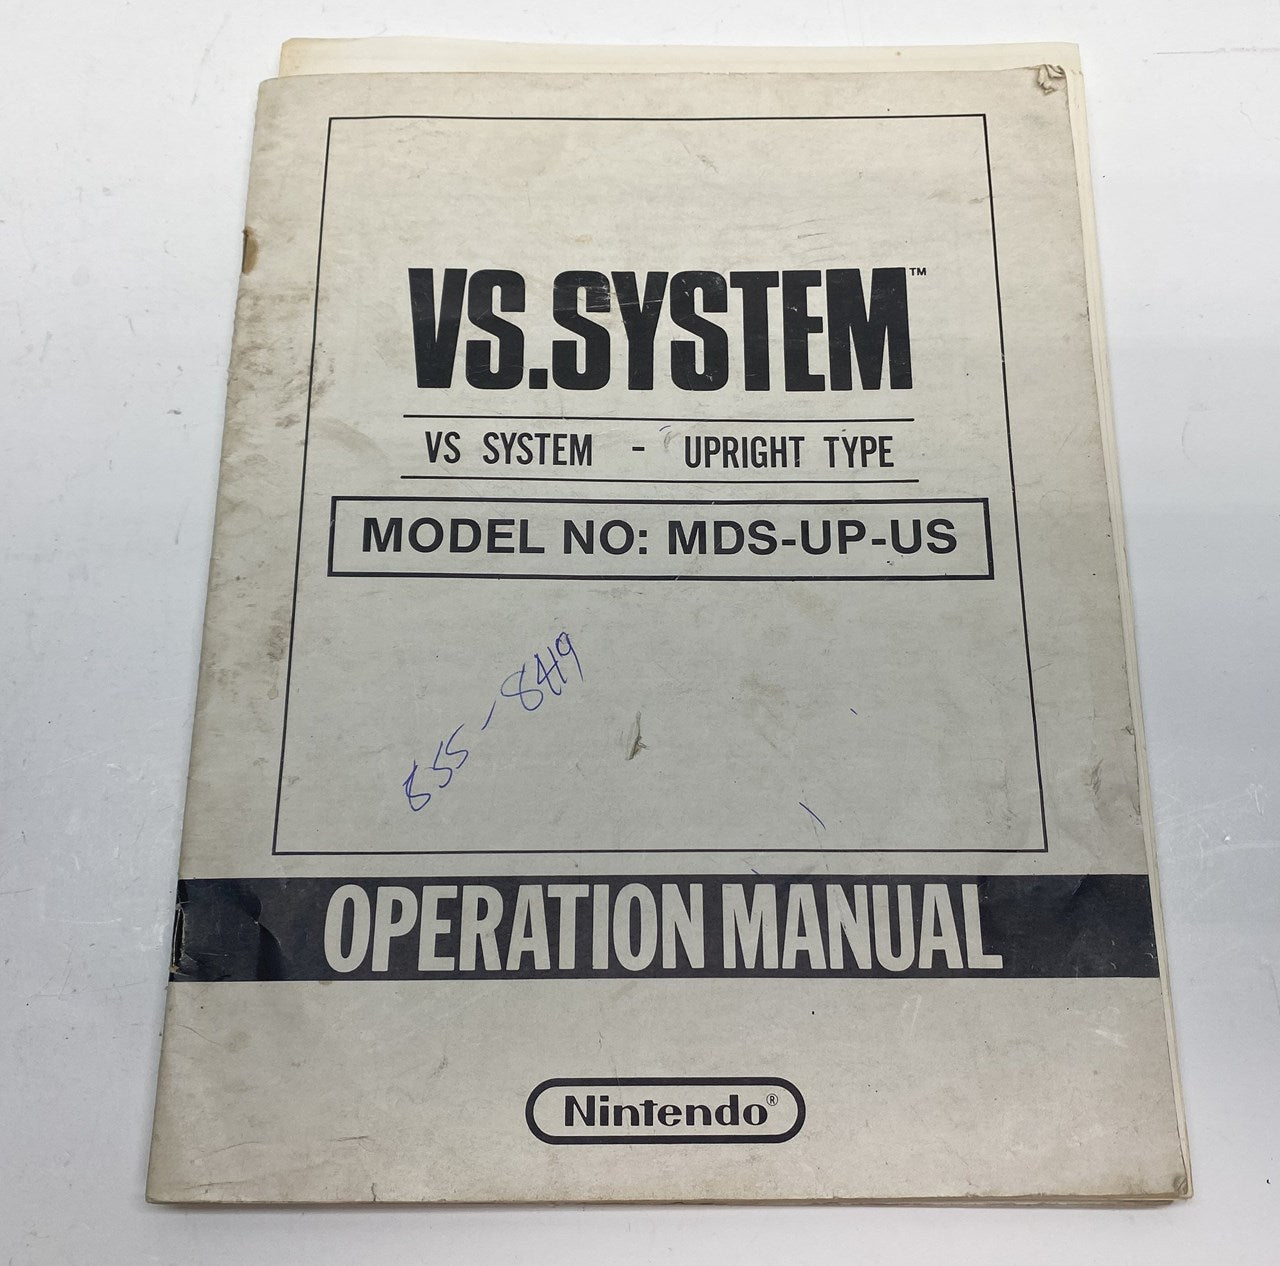 VS.SYSTEM™
VS SYSTEM - UPRIGHT TYPE
MODEL NO: MDS-UP-US
855-8419
OPERATION MANUAL
Nintendo®